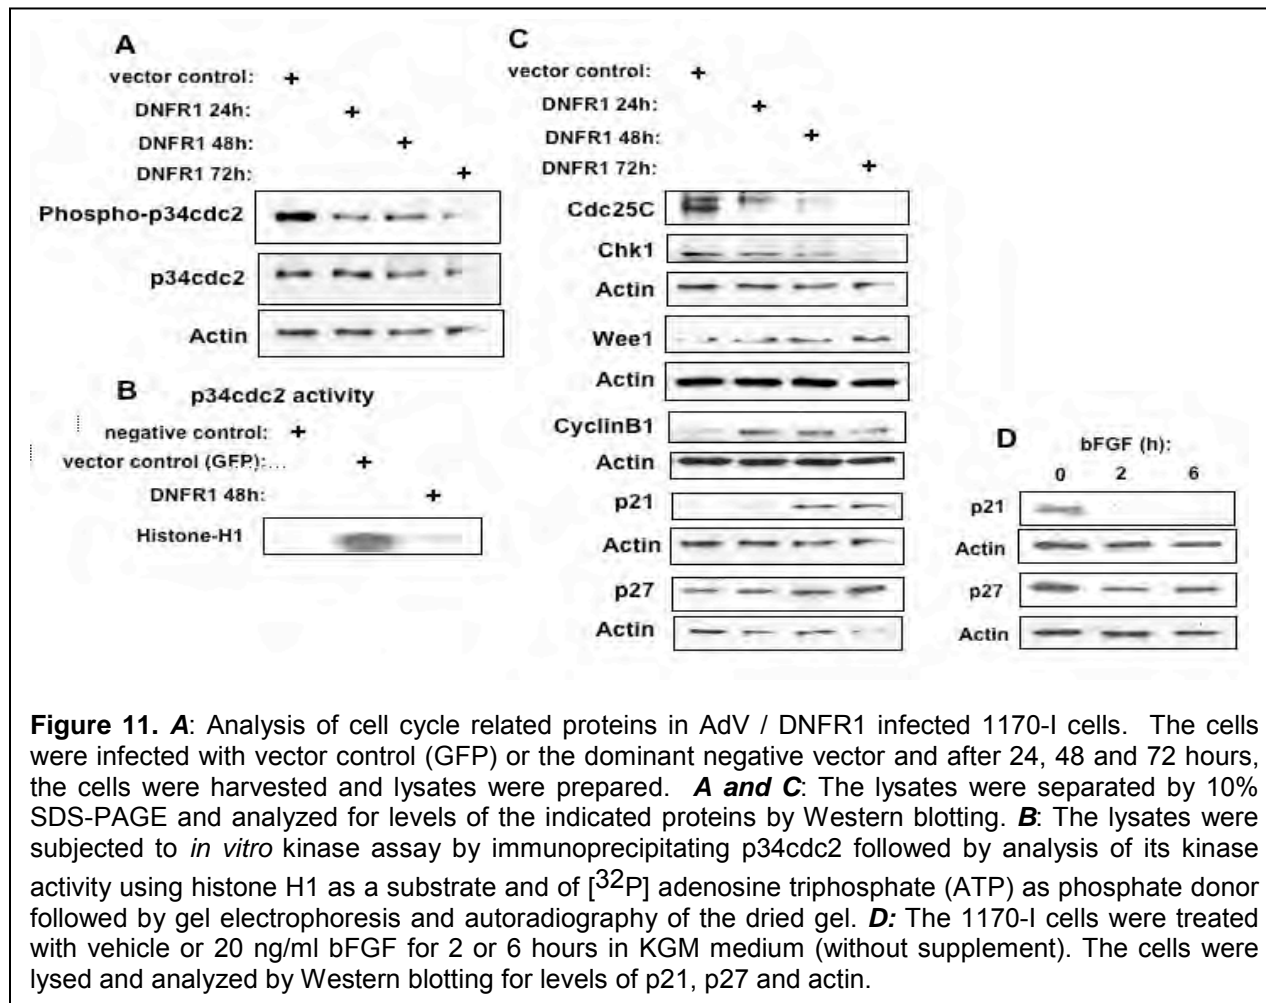 A
vector control: +
DNFR1 24h: +
DNFR1 48h: +
DNFR1 72h: +
Phospho-p34cdc2
p34cdc2
Actin
B p34cdc2 activity
negative control: +
vector control (GFP):... +
DNFR1 48h: +
Histone-H1
C
vector control: +
DNFR1 24h: +
DNFR1 48h: +
DNFR1 72h: +
Cdc25C
Chk1
Actin
Wee1
Actin
CyclinB1
Actin
p21
Actin
p27
Actin
D bFGF (h):
0 2 6
p21
Actin
p27
Actin
Figure 11. A: Analysis of cell cycle related proteins in AdV / DNFR1 infected 1170-I cells. The cells
were infected with vector control (GFP) or the dominant negative vector and after 24, 48 and 72 hours,
the cells were harvested and lysates were prepared. A and C: The lysates were separated by 10%
SDS-PAGE and analyzed for levels of the indicated proteins by Western blotting. B: The lysates were
subjected to in vitro kinase assay by immunoprecipitating p34cdc2 followed by analysis of its kinase
activity using histone H1 as a substrate and of [32P] adenosine triphosphate (ATP) as phosphate donor
followed by gel electrophoresis and autoradiography of the dried gel. D: The 1170-I cells were treated
with vehicle or 20 ng/ml bFGF for 2 or 6 hours in KGM medium (without supplement). The cells were
lysed and analyzed by Western blotting for levels of p21, p27 and actin.